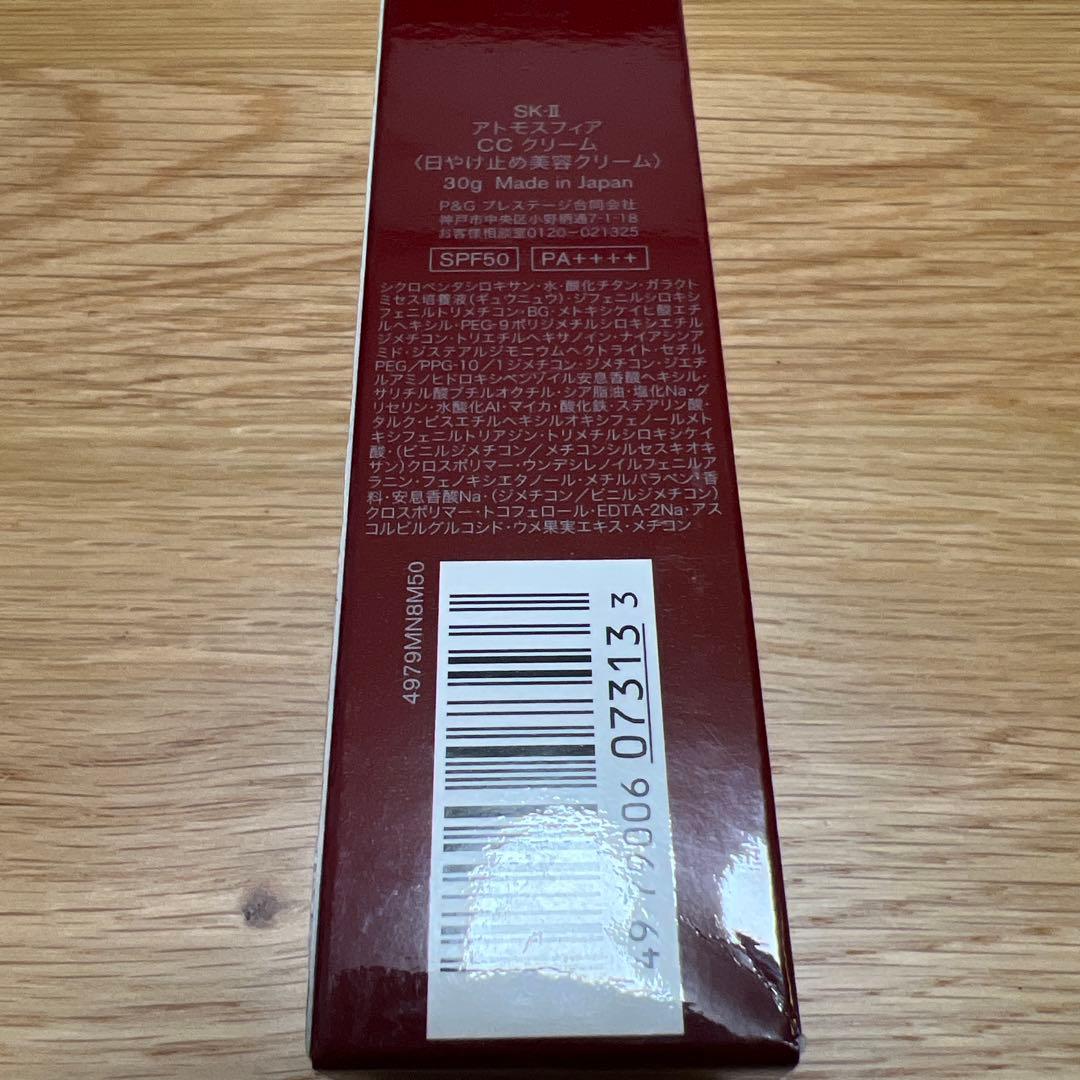 SK-II
アトモスフィア
CC クリーム
(日やけ止め美容クリーム)
30g Made in Japan
P&G プレステージ合同会社
神戸市中央区小野柄通7-1-18
お客様相談室0120-021325
SPF50 PA++++
シクロペンタシロキサン・水・酸化チタン・ガラクト
ミセス培養液(ギュウニュウ)・ジフェニルシロキシ
フェニルトリメチコン・BG・メトキシケイヒ酸エチ
ルヘキシル・PEG-9ポリジメチルシロキシエチル
ジメチコン・トリエチルヘキサノイン・ナイアシンア
ミド・ジステアルジモニウムヘクトライト・セチル
PEG/PPG-10/1ジメチコン・ジメチコン・ジエチ
ルアミノヒドロキシベンゾイル安息香酸ヘキシル・
サリチル酸ブチルオクチル・シア脂油・塩化Na・グ
リセリン・水酸化Al・マイカ・酸化鉄・ステアリン酸・
タルク・ビスエチルヘキシルオキシフェノールメト
キシフェニルトリアジン・トリメチルシロキシケイ
酸・(ビニルジメチコン/メチコンシルセスキオキ
サン)クロスポリマー・ウンデシレノイルフェニルア
ラニン・フェノキシエタノール・メチルパラベン・香
料・安息香酸Na・(ジメチコン/ビニルジメチコン)
クロスポリマー・トコフェロール・EDTA-2Na・アス
コルビルグルコシド・ウメ果実エキス・メチコン
4979MN8M50
4979006 07313 3